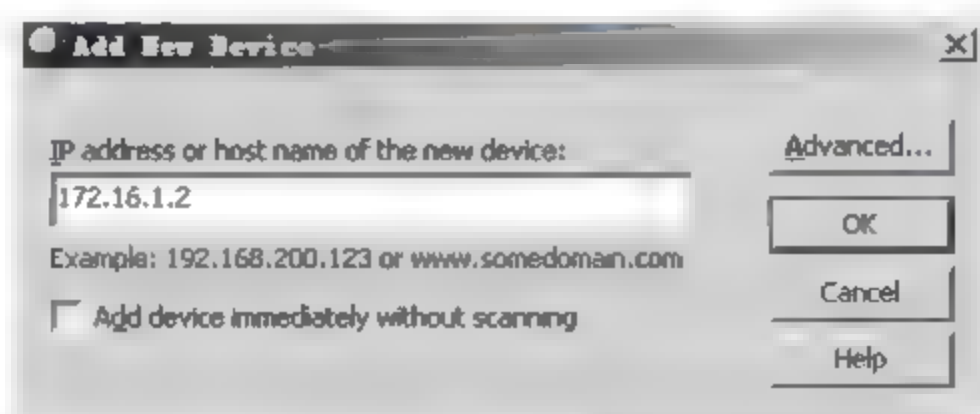 Add New Device
IP address or host name of the new device:
172.16.1.2
Example: 192.168.200.123 or www.somedomain.com
Add device immediately without scanning
Advanced...
OK
Cancel
Help